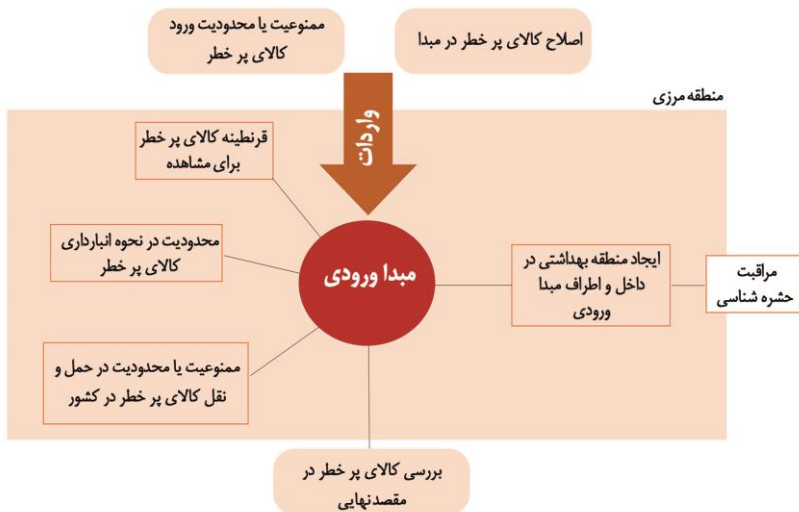 اصلاح کالای پر خطر در مبدا
ممنوعیت یا محدودیت ورود
کالای پر خطر
منطقه مرزی
واردات
قرنطینه کالای پر خطر
برای مشاهده
محدودیت در نحوه انبارداری
کالای پر خطر
مبدا ورودی
ایجاد منطقه بهداشتی در
داخل و اطراف مبدا
ورودی
مراقبت
حشره شناسی
ممنوعیت یا محدودیت در حمل و
نقل کالای پر خطر در کشور
بررسی کالای پر خطر در
مقصدنهایی